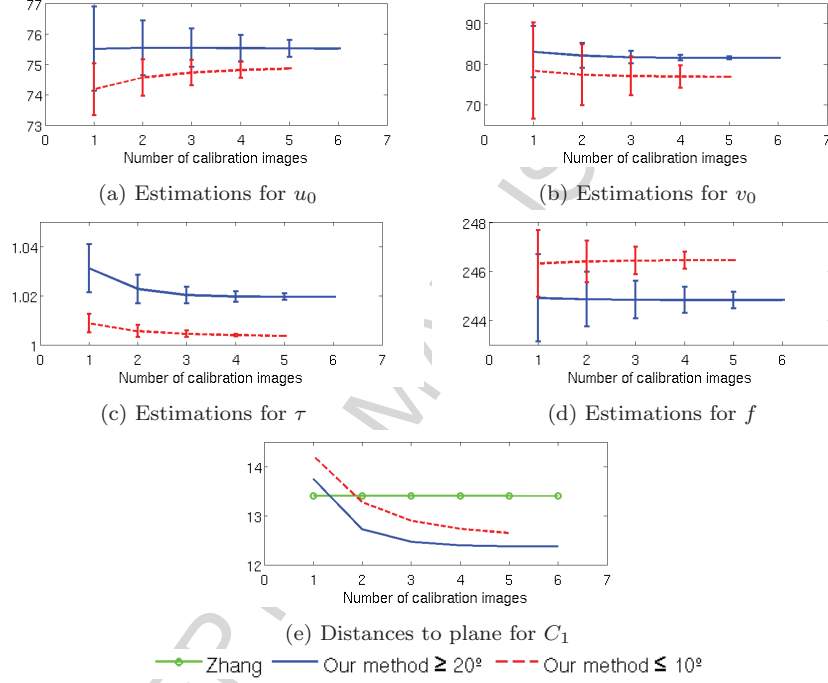 77
76
75
74
73
0 1 2 3 4 5 6 7
Number of calibration images
(a) Estimations for u₀
90
80
70
0 1 2 3 4 5 6 7
Number of calibration images
(b) Estimations for v₀
1.04
1.02
1
0 1 2 3 4 5 6 7
Number of calibration images
(c) Estimations for τ
248
246
244
0 1 2 3 4 5 6 7
Number of calibration images
(d) Estimations for f
14
13
12
0 1 2 3 4 5 6 7
Number of calibration images
(e) Distances to plane for C₁
Zhang Our method ≥ 20º Our method ≤ 10º